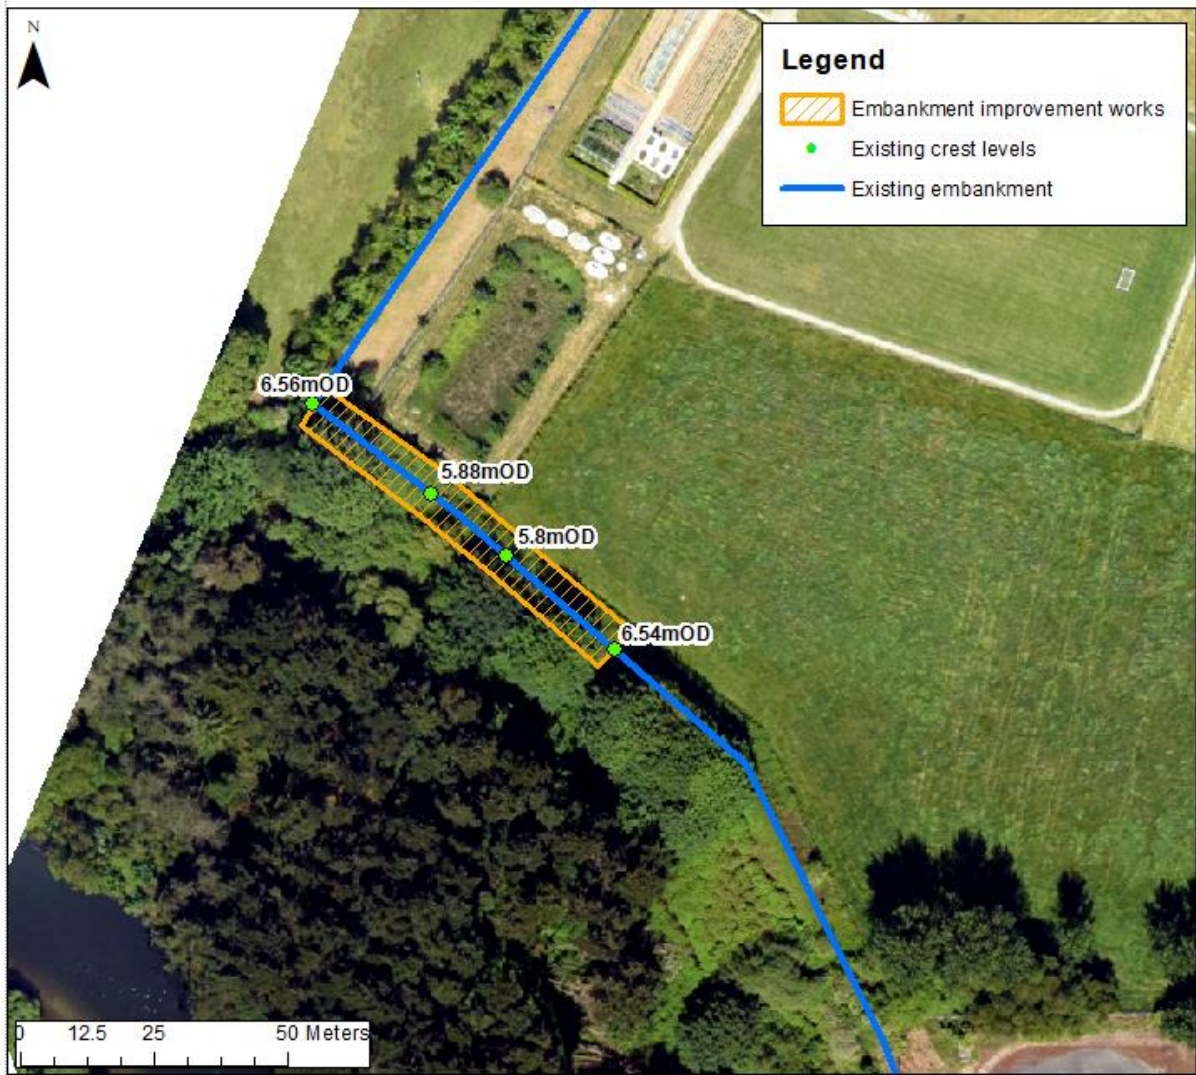 N
Legend
Embankment improvement works
Existing crest levels
Existing embankment
6.56mOD
5.88mOD
5.8mOD
6.54mOD
0 12.5 25 50 Meters